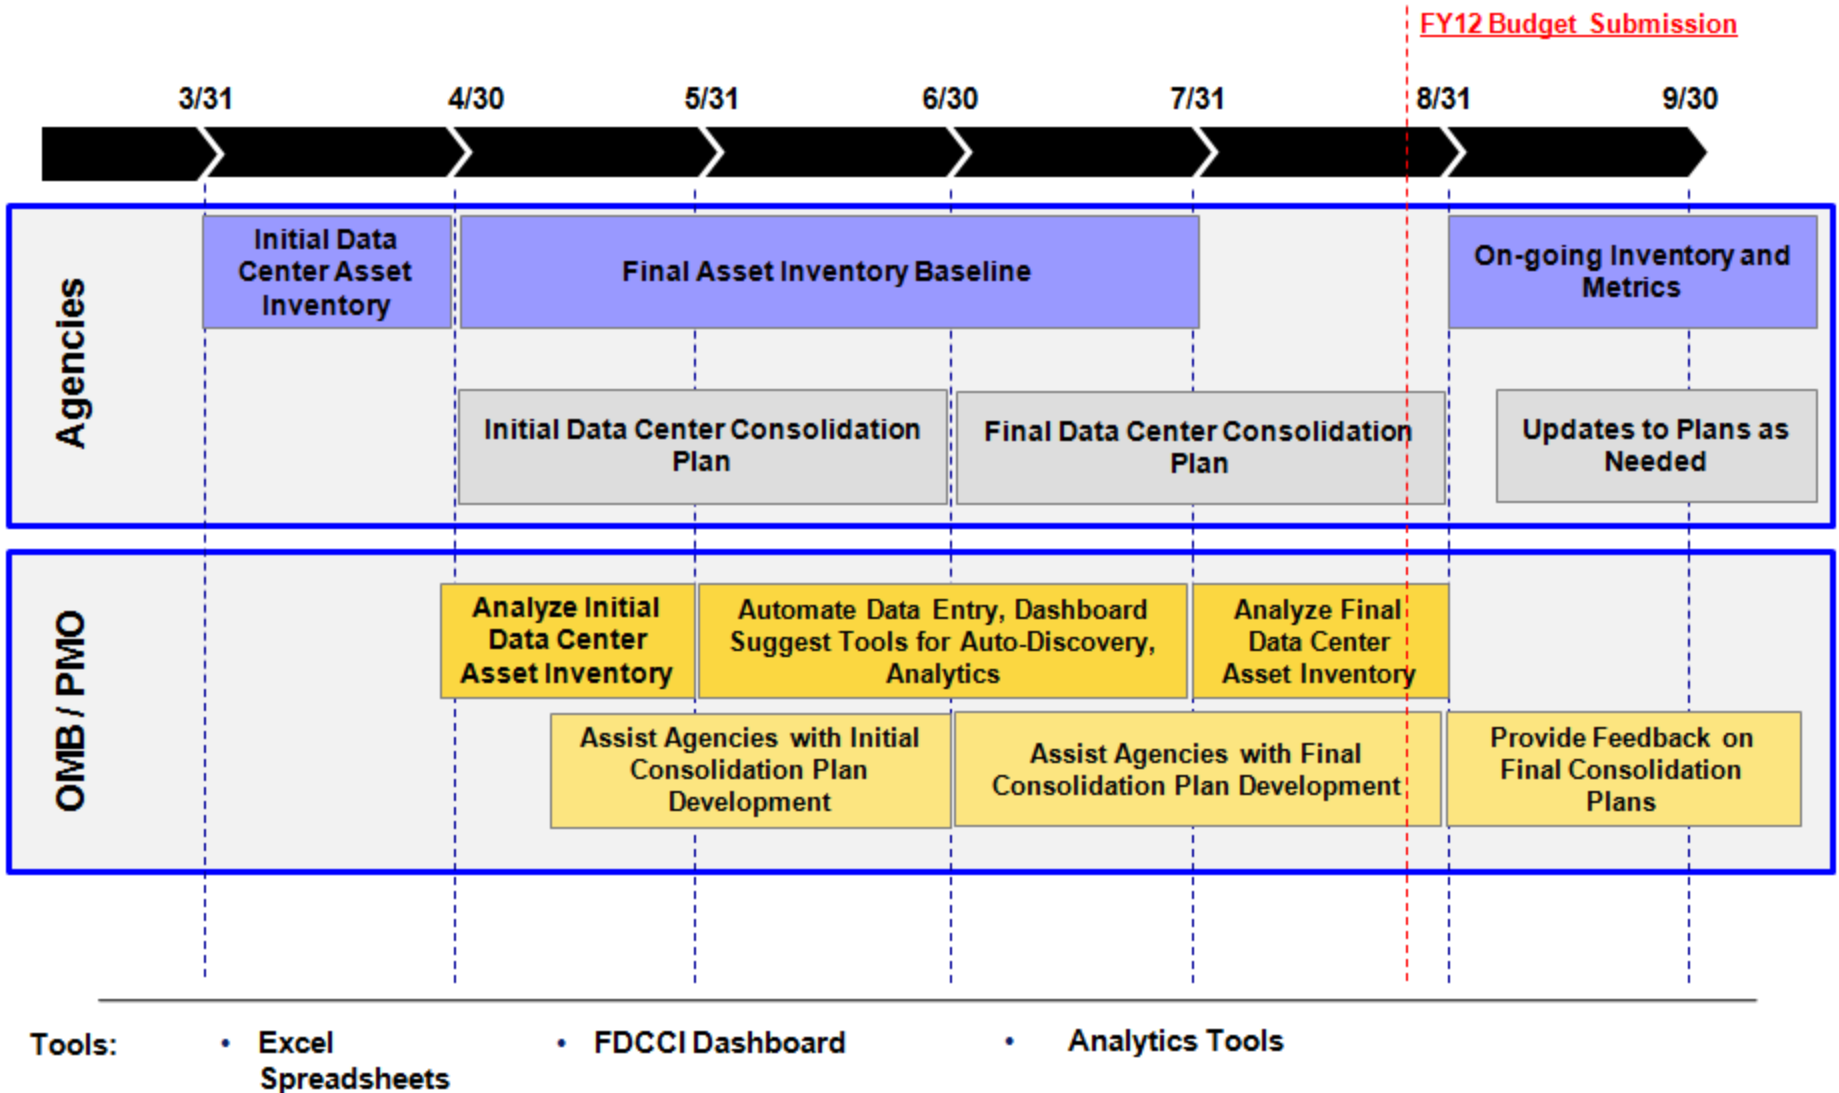 FY12 Budget Submission
3/31 4/30 5/31 6/30 7/31 8/31 9/30
Agencies
Initial Data
Center Asset
Inventory
Final Asset Inventory Baseline
On-going Inventory and
Metrics
Initial Data Center Consolidation
Plan
Final Data Center Consolidation
Plan
Updates to Plans as
Needed
OMB / PMO
Analyze Initial
Data Center
Asset Inventory
Automate Data Entry, Dashboard
Suggest Tools for Auto-Discovery,
Analytics
Analyze Final
Data Center
Asset Inventory
Assist Agencies with Initial
Consolidation Plan
Development
Assist Agencies with Final
Consolidation Plan Development
Provide Feedback on
Final Consolidation
Plans
Tools:
• Excel
Spreadsheets
• FDCCI Dashboard
• Analytics Tools